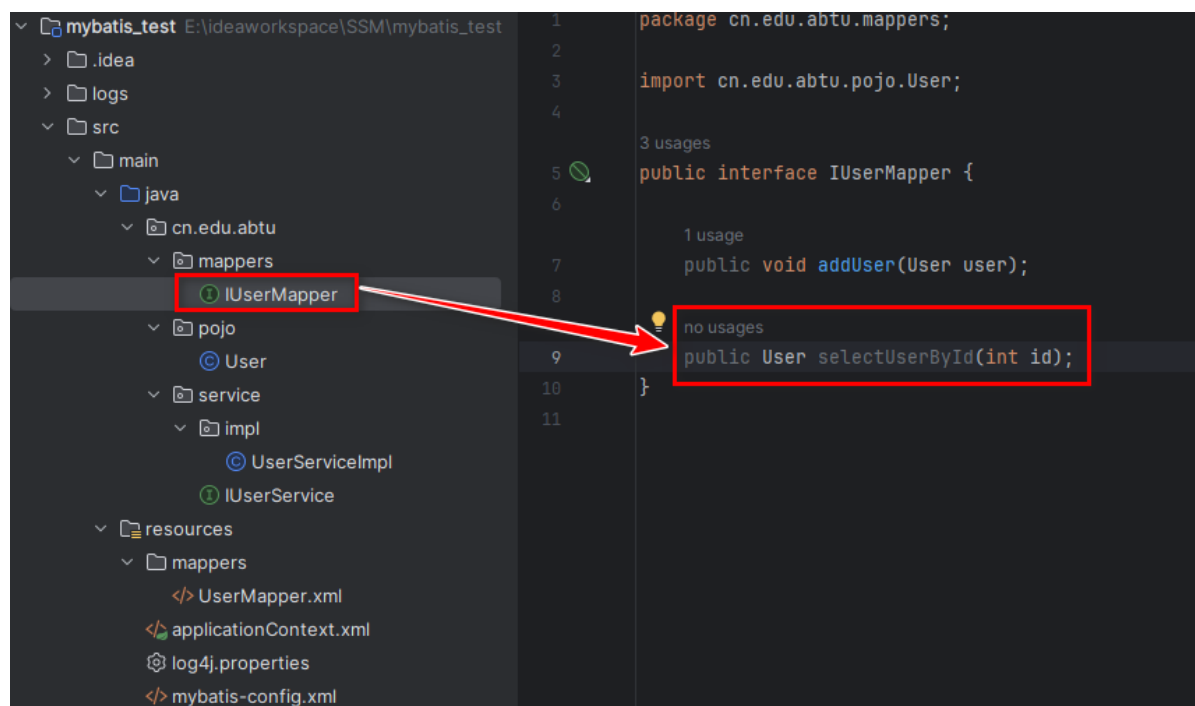 mybatis_test E:\ideaworkspace\SSM\mybatis_test
.idea
logs
src
main
java
cn.edu.abtu
mappers
IUserMapper
pojo
User
service
impl
UserServiceImpl
IUserService
resources
mappers
UserMapper.xml
applicationContext.xml
log4j.properties
mybatis-config.xml
1 package cn.edu.abtu.mappers;
2
3 import cn.edu.abtu.pojo.User;
4
3 usages
5 public interface IUserMapper {
6
1 usage
7 public void addUser(User user);
8
no usages
9 public User selectUserById(int id);
10 }
11